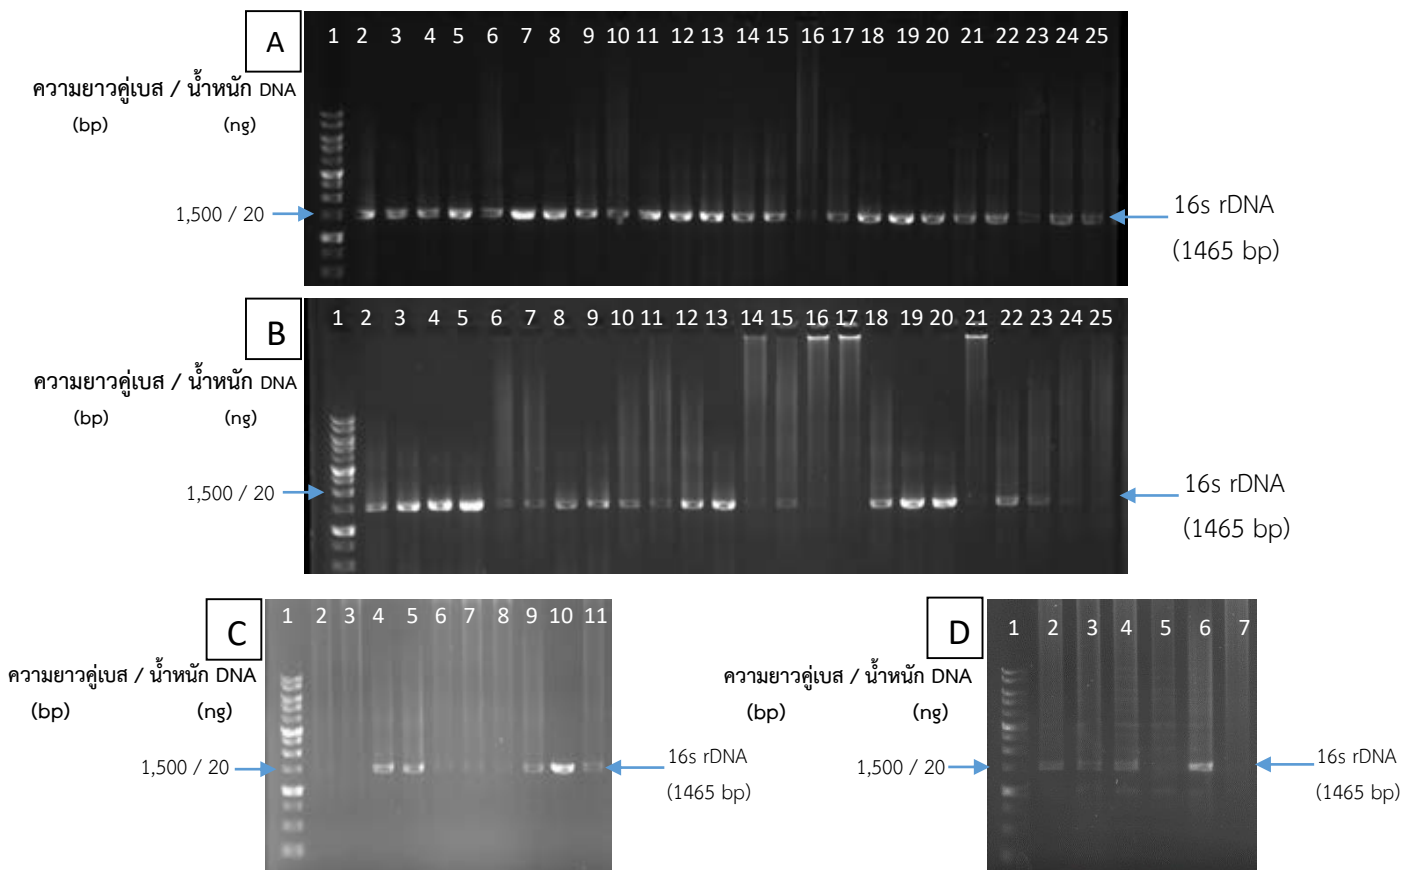 A
1 2 3 4 5 6 7 8 9 10 11 12 13 14 15 16 17 18 19 20 21 22 23 24 25
ความยาวคู่เบส / น้ำหนัก DNA
(bp) (ng)
1,500 / 20
16s rDNA
(1465 bp)
B
1 2 3 4 5 6 7 8 9 10 11 12 13 14 15 16 17 18 19 20 21 22 23 24 25
ความยาวคู่เบส / น้ำหนัก DNA
(bp) (ng)
1,500 / 20
16s rDNA
(1465 bp)
C
1 2 3 4 5 6 7 8 9 10 11
ความยาวคู่เบส / น้ำหนัก DNA
(bp) (ng)
1,500 / 20
16s rDNA
(1465 bp)
D
1 2 3 4 5 6 7
ความยาวคู่เบส / น้ำหนัก DNA
(bp) (ng)
1,500 / 20
16s rDNA
(1465 bp)